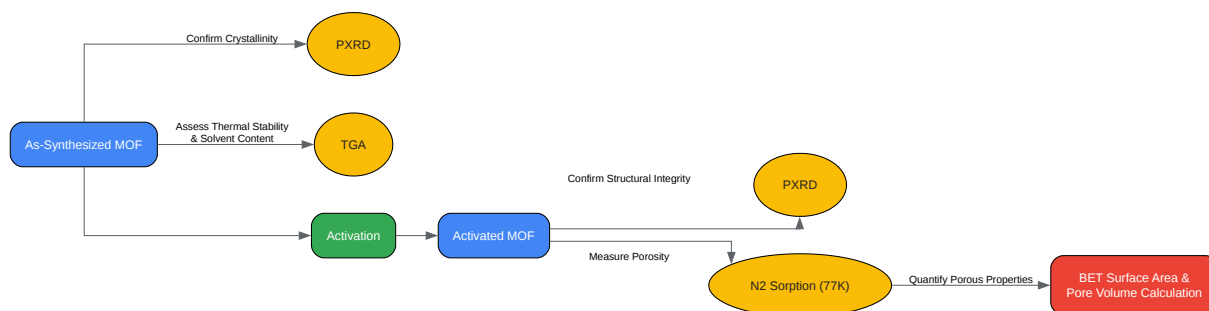 Confirm Crystallinity
PXRD
As-Synthesized MOF
Assess Thermal Stability
& Solvent Content
TGA
Confirm Structural Integrity
PXRD
Activation
Activated MOF
Measure Porosity
N2 Sorption (77K)
Quantify Porous Properties
BET Surface Area &
Pore Volume Calculation